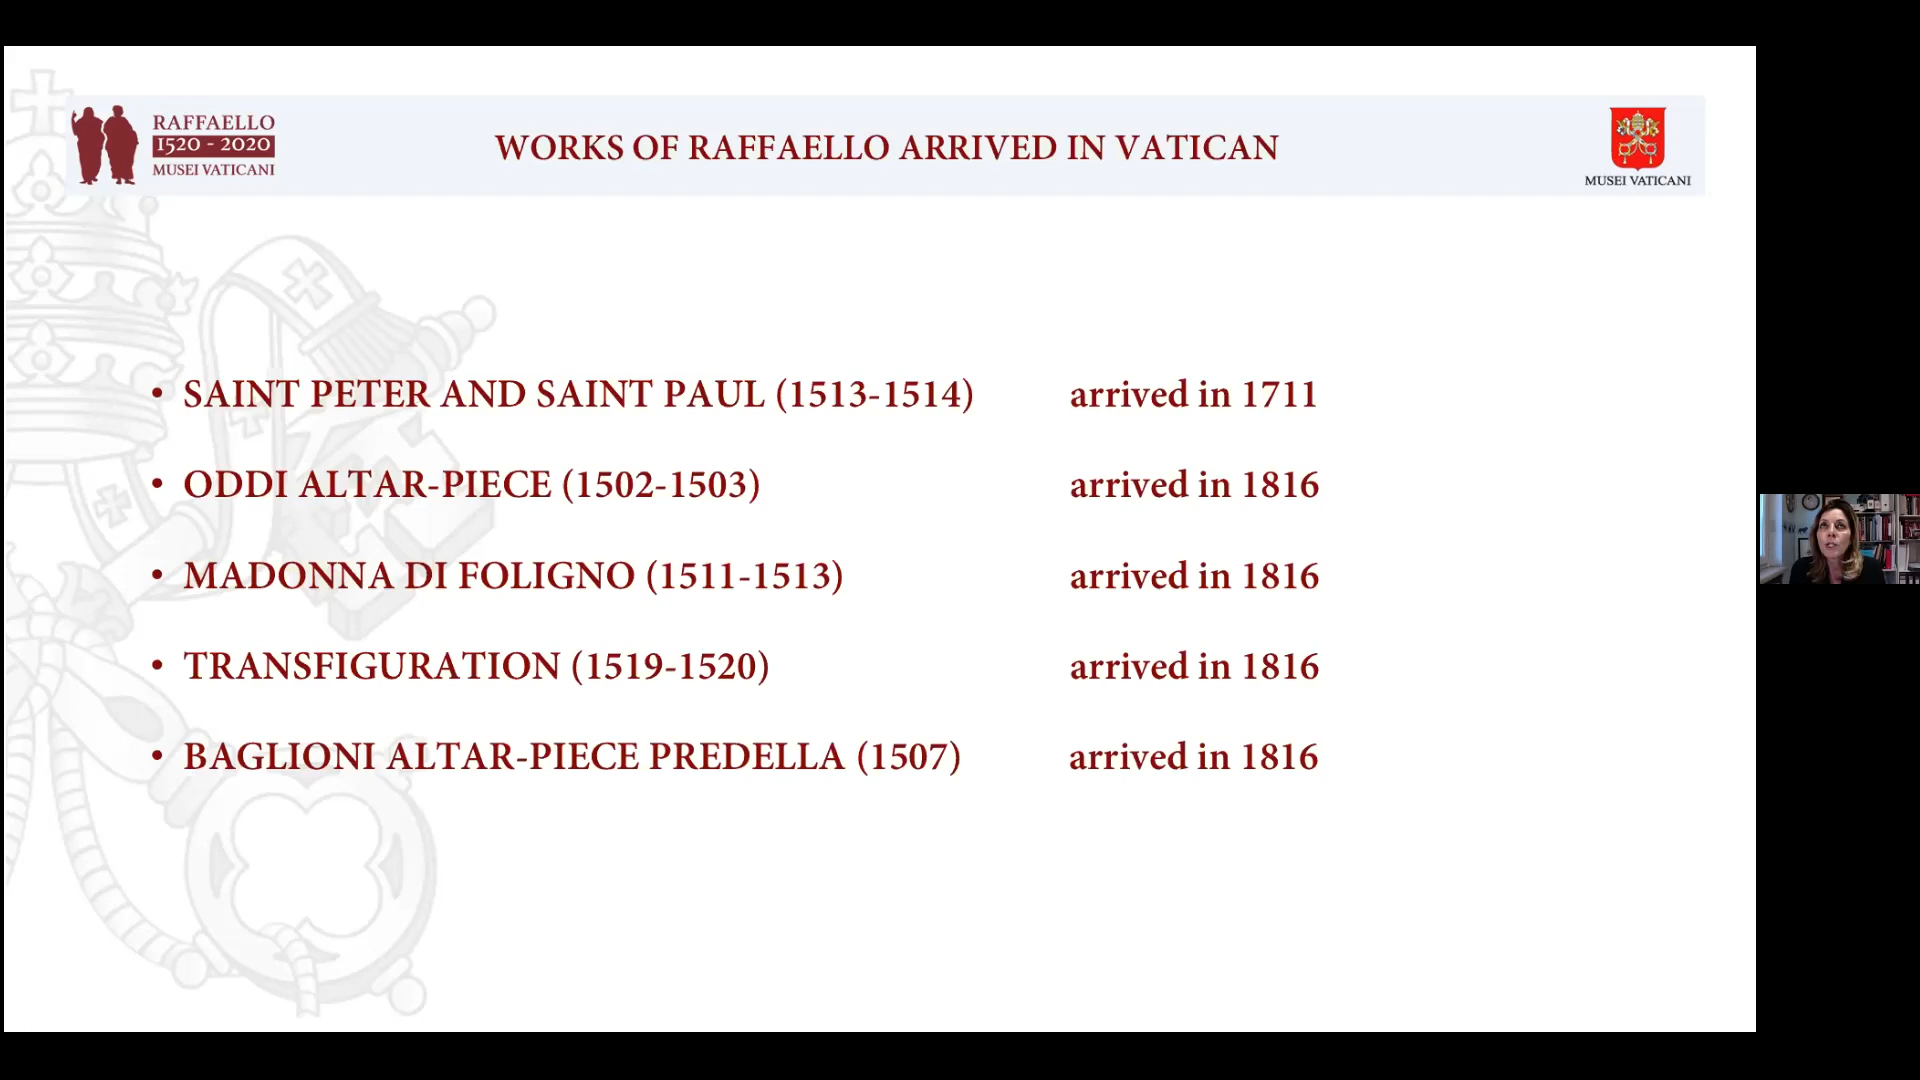 RAFFAELLO
1520 - 2020
MUSEI VATICANI
WORKS OF RAFFAELLO ARRIVED IN VATICAN
MUSEI VATICANI
• SAINT PETER AND SAINT PAUL (1513-1514) arrived in 1711
• ODDI ALTAR-PIECE (1502-1503) arrived in 1816
• MADONNA DI FOLIGNO (1511-1513) arrived in 1816
• TRANSFIGURATION (1519-1520) arrived in 1816
• BAGLIONI ALTAR-PIECE PREDELLA (1507) arrived in 1816